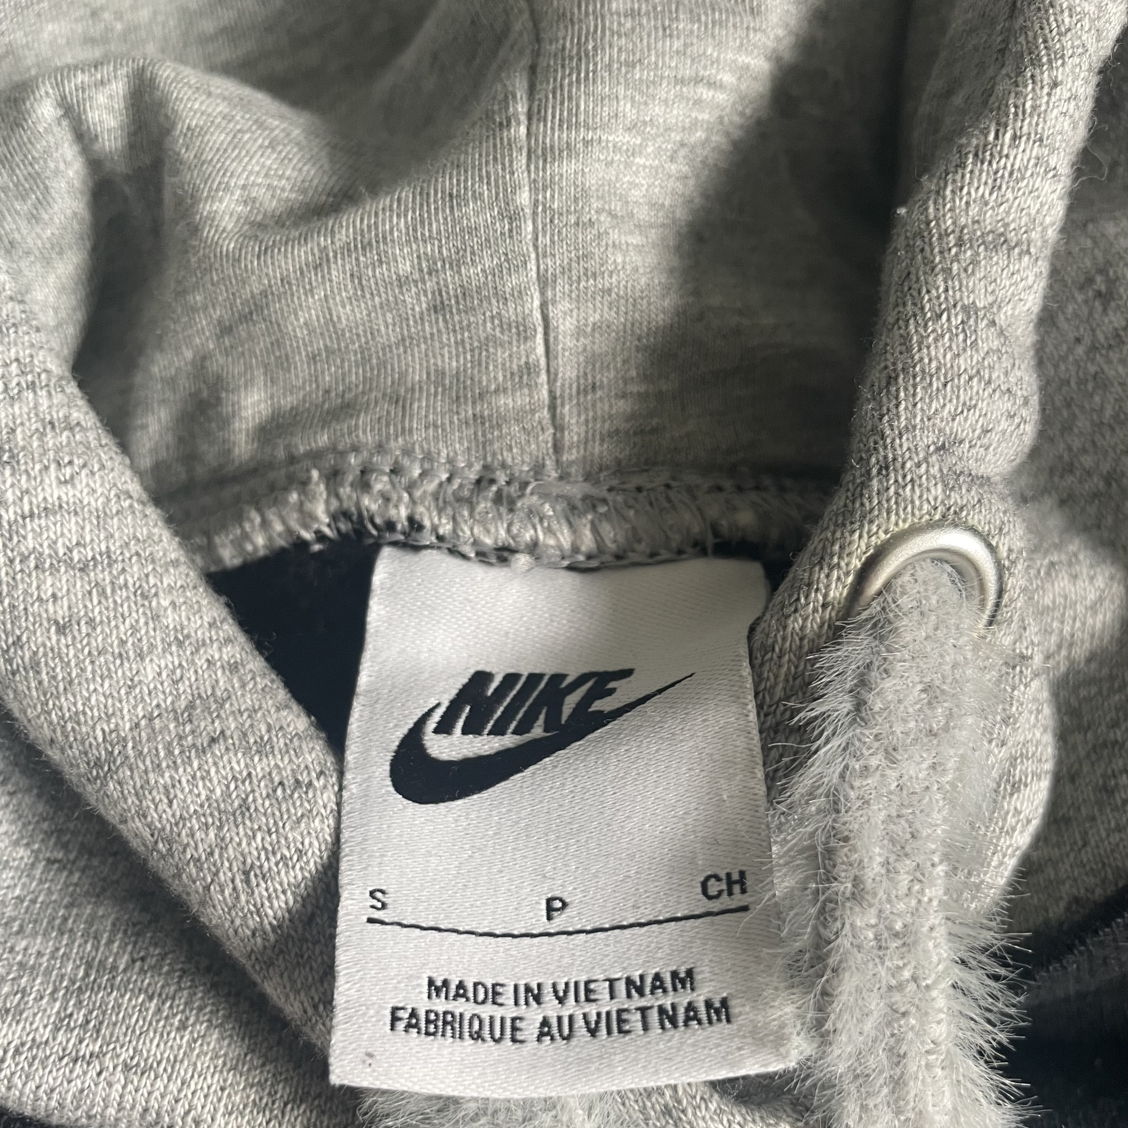 NIKE
S P CH
MADE IN VIETNAM
FABRIQUE AU VIETNAM